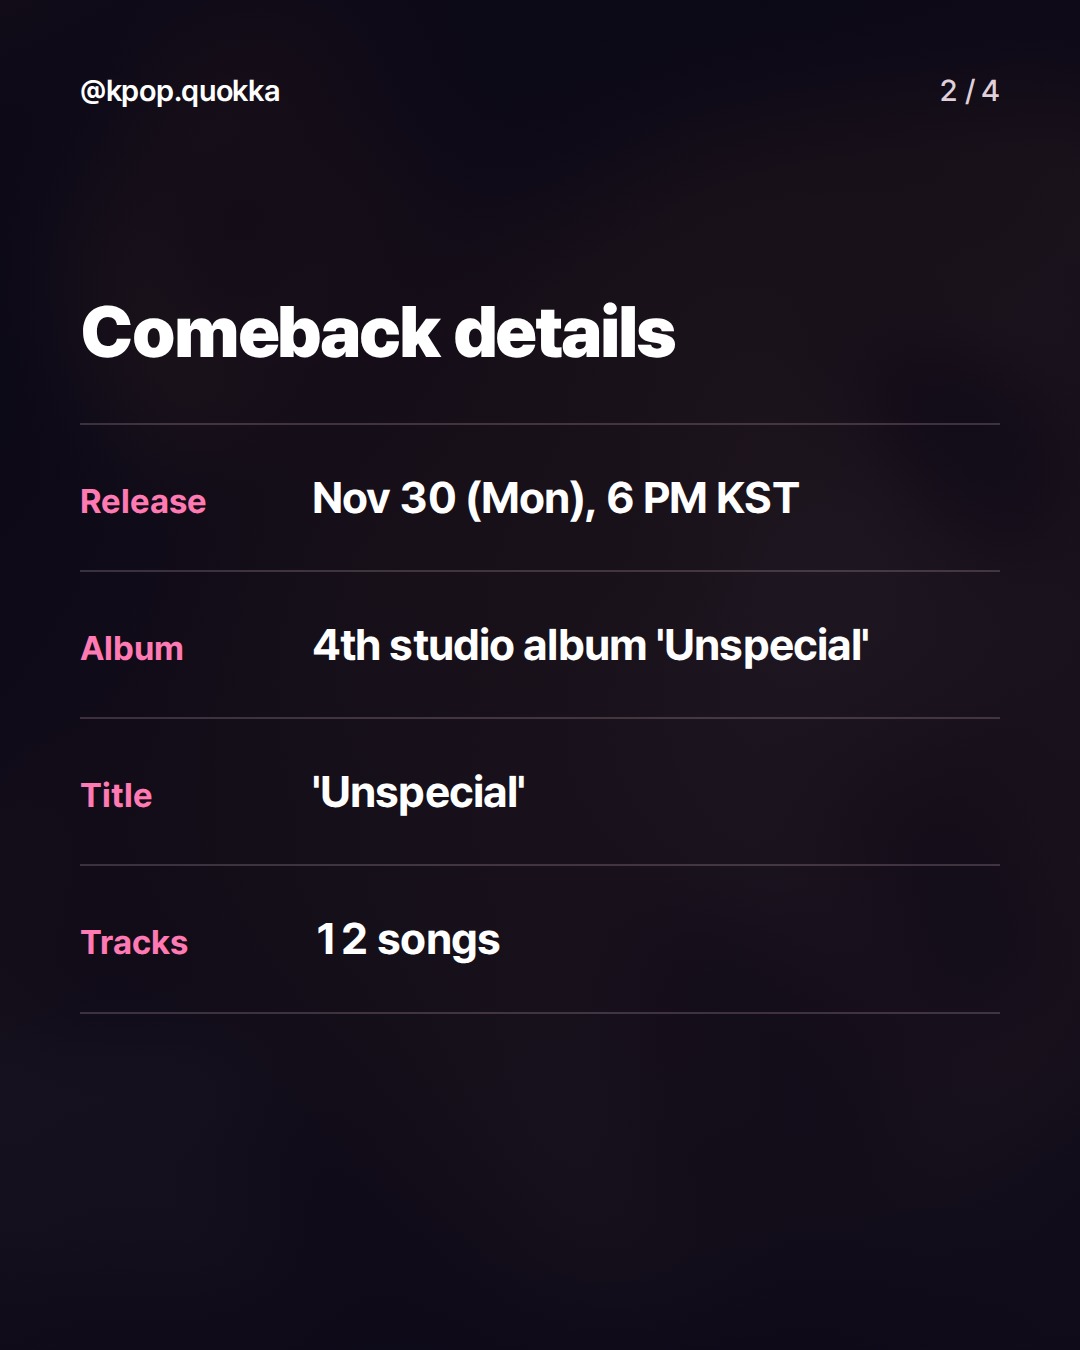 @kpop.quokka
2 / 4
Comeback details
Release
Nov 30 (Mon), 6 PM KST
Album
4th studio album 'Unspecial'
Title
'Unspecial'
Tracks
12 songs